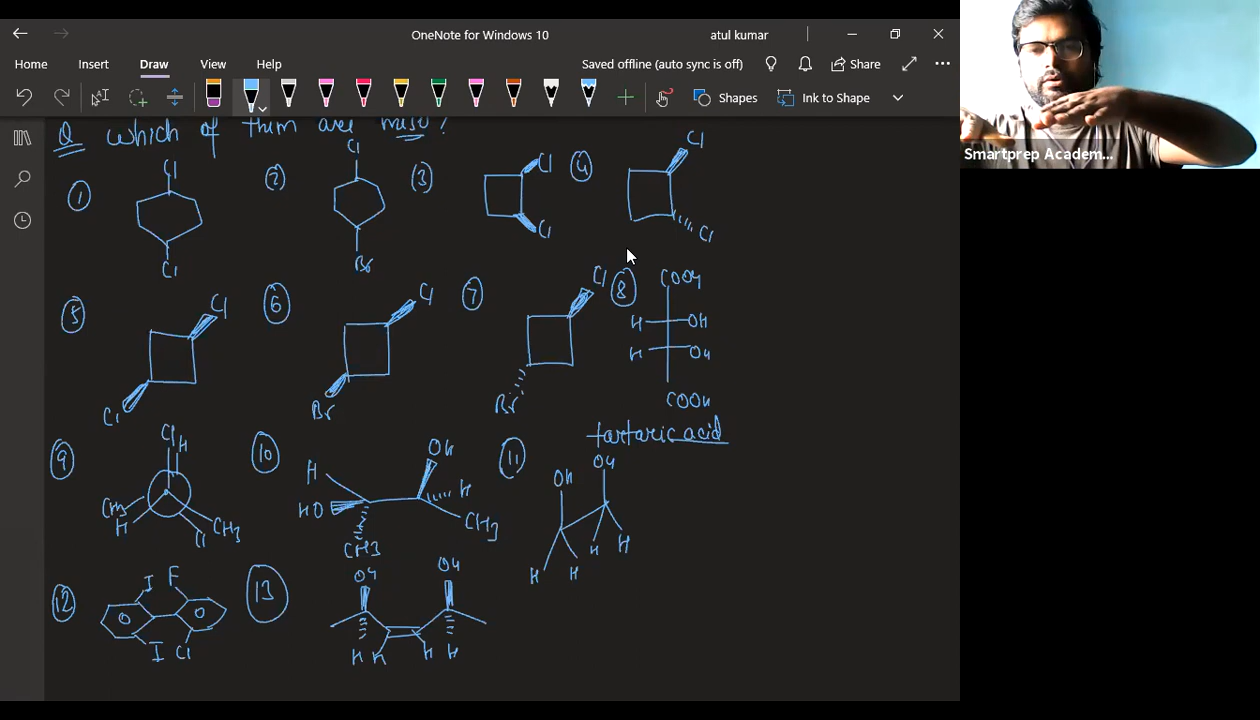 OneNote for Windows 10
atul kumar
Home Insert Draw View Help
Saved offline (auto sync is off)
Share
Shapes
Ink to Shape
Smartprep Academ...
Q which of them are meso?
① Cl Cl
② Cl Br
③ Cl Cl
④ Cl Cl
⑤ Cl Cl
⑥ Cl Br
⑦ Cl Br
⑧ COOH
H OH
H OH
COOH
tartaric acid
⑨ Cl H
CH3 H Cl CH3
⑩ H OH
HO H
CH3 CH3
⑪ OH OH
H H H H
⑫ I F
I Cl
⑬ OH OH
H H H H